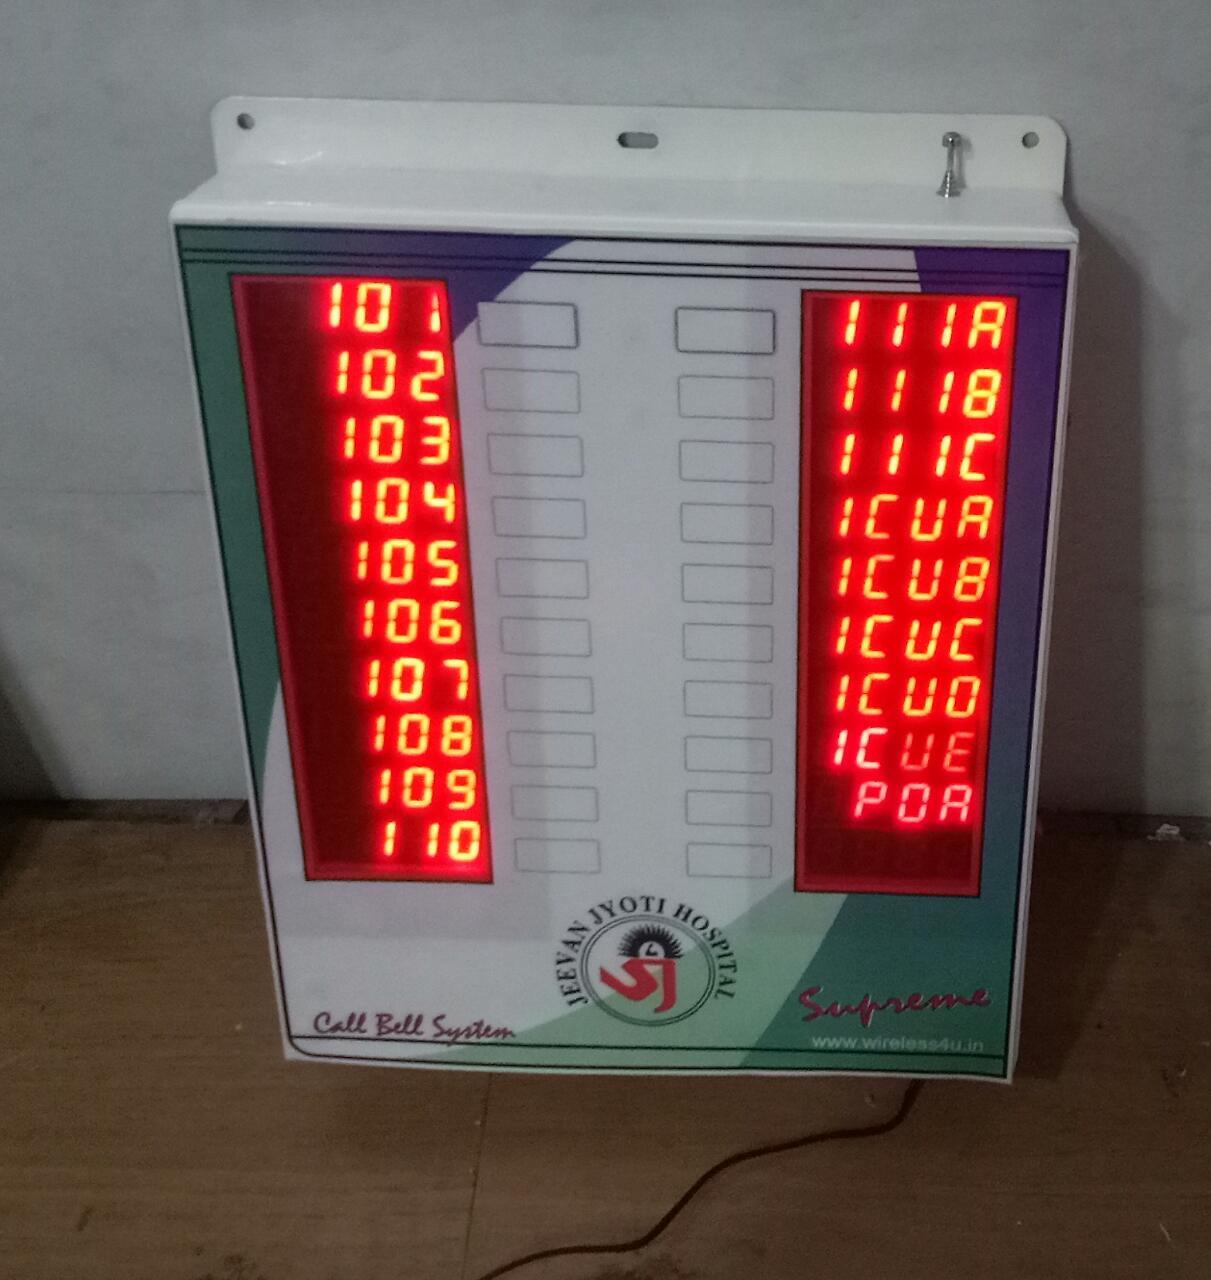 101
102
103
104
105
106
107
108
109
110
111A
111B
111C
ICUA
ICUB
ICUC
ICUD
ICUE
POA
JEEVAN JYOTI HOSPITAL
Call Bell System
Supreme
www.wireless4u.in